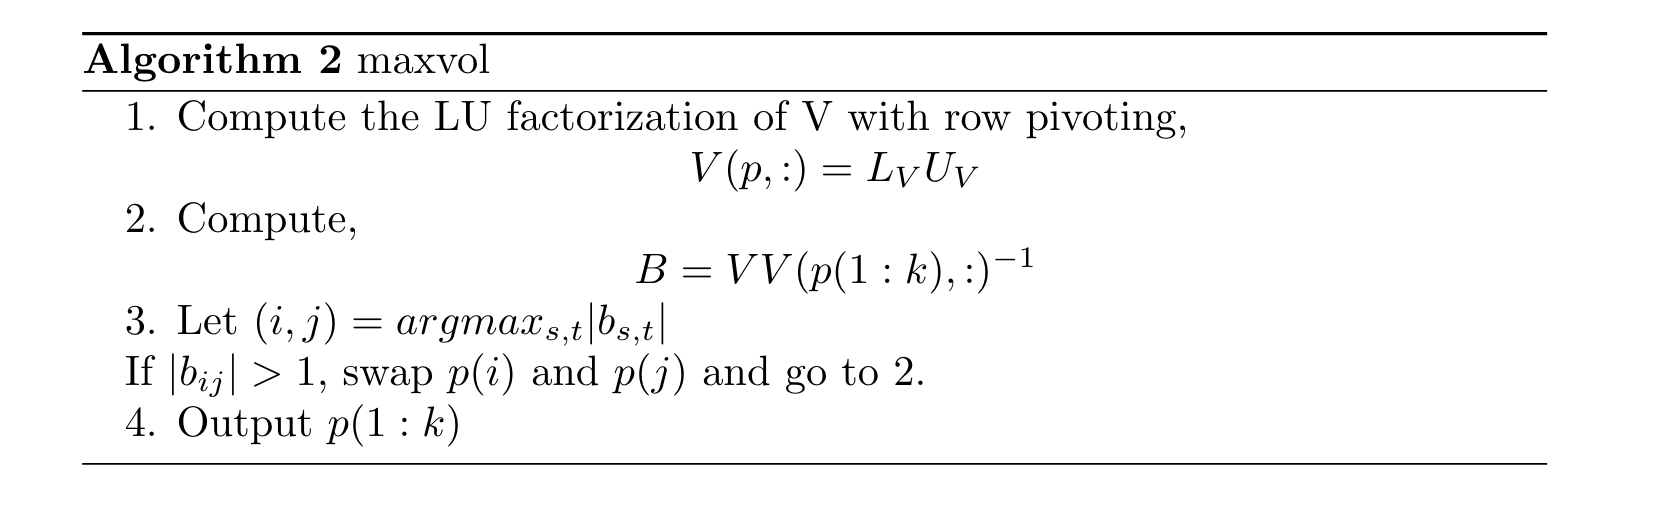 Algorithm 2 maxvol
1. Compute the LU factorization of V with row pivoting,
V(p, :) = L_V U_V
2. Compute,
B = VV(p(1 : k), :)^{-1}
3. Let (i, j) = argmax_{s,t}|b_{s,t}|
If |b_{ij}| > 1, swap p(i) and p(j) and go to 2.
4. Output p(1 : k)